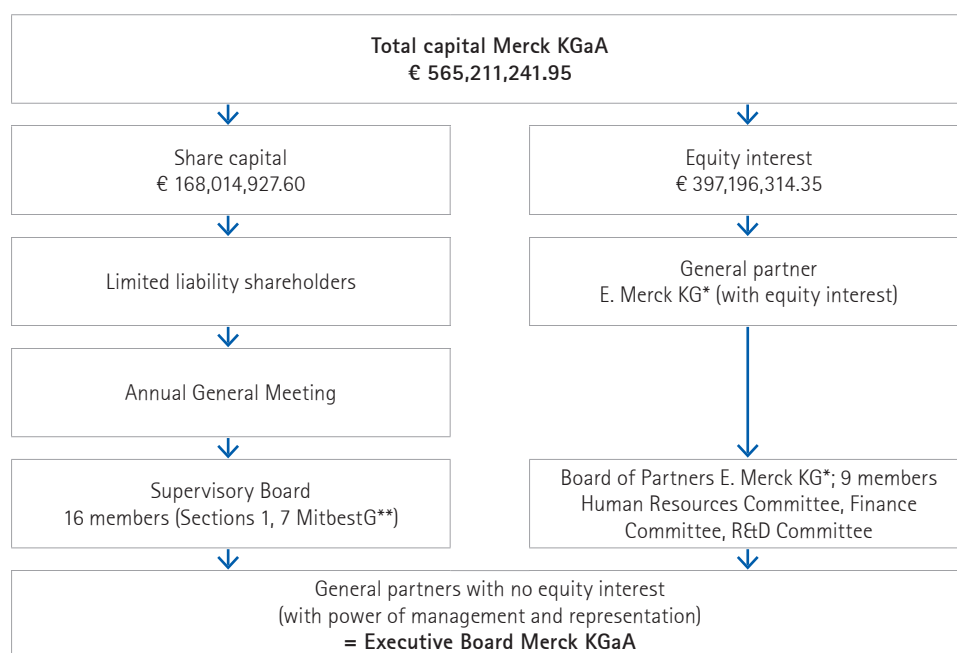 Total capital Merck KGaA
€ 565,211,241.95
Share capital
€ 168,014,927.60
Equity interest
€ 397,196,314.35
Limited liability shareholders
General partner
E. Merck KG* (with equity interest)
Annual General Meeting
Supervisory Board
16 members (Sections 1, 7 MitbestG**)
Board of Partners E. Merck KG*; 9 members
Human Resources Committee, Finance
Committee, R&D Committee
General partners with no equity interest
(with power of management and representation)
= Executive Board Merck KGaA